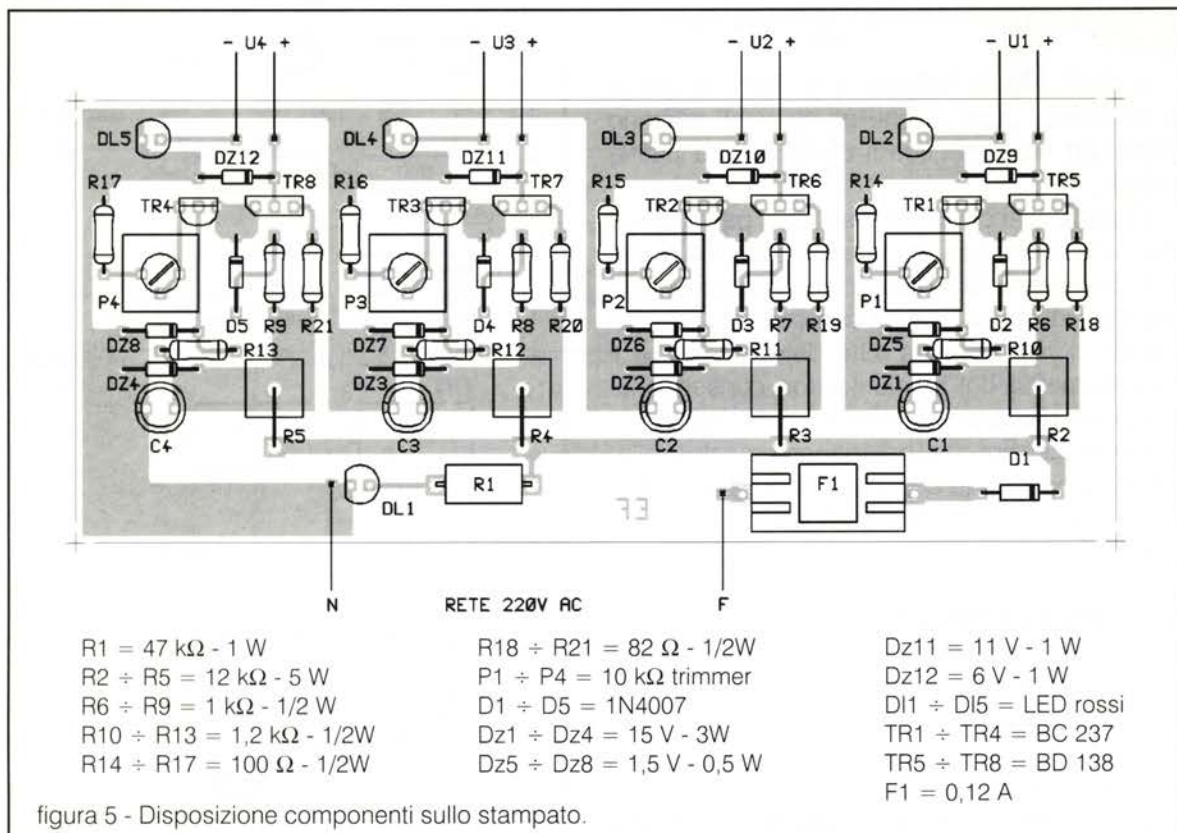 - U4 +
- U3 +
- U2 +
- U1 +
DL5
DL4
DL3
DL2
DZ12
DZ11
DZ10
DZ9
R17
TR4
TR8
R16
TR3
TR7
R15
TR2
TR6
R14
TR1
TR5
P4
D5
R9
R21
P3
D4
R8
R20
P2
D3
R7
R19
P1
D2
R6
R18
DZ8
R13
DZ7
R12
DZ6
R11
DZ5
R10
DZ4
DZ3
DZ2
DZ1
C4
R5
C3
R4
C2
R3
C1
R2
DL1
R1
EF
F1
D1
N
RETE 220V AC
F
R1 = 47 kΩ - 1 W
R2 ÷ R5 = 12 kΩ - 5 W
R6 ÷ R9 = 1 kΩ - 1/2 W
R10 ÷ R13 = 1,2 kΩ - 1/2W
R14 ÷ R17 = 100 Ω - 1/2W
R18 ÷ R21 = 82 Ω - 1/2W
P1 ÷ P4 = 10 kΩ trimmer
D1 ÷ D5 = 1N4007
Dz1 ÷ Dz4 = 15 V - 3W
Dz5 ÷ Dz8 = 1,5 V - 0,5 W
Dz11 = 11 V - 1 W
Dz12 = 6 V - 1 W
Dl1 ÷ Dl5 = LED rossi
TR1 ÷ TR4 = BC 237
TR5 ÷ TR8 = BD 138
F1 = 0,12 A
figura 5 - Disposizione componenti sullo stampato.